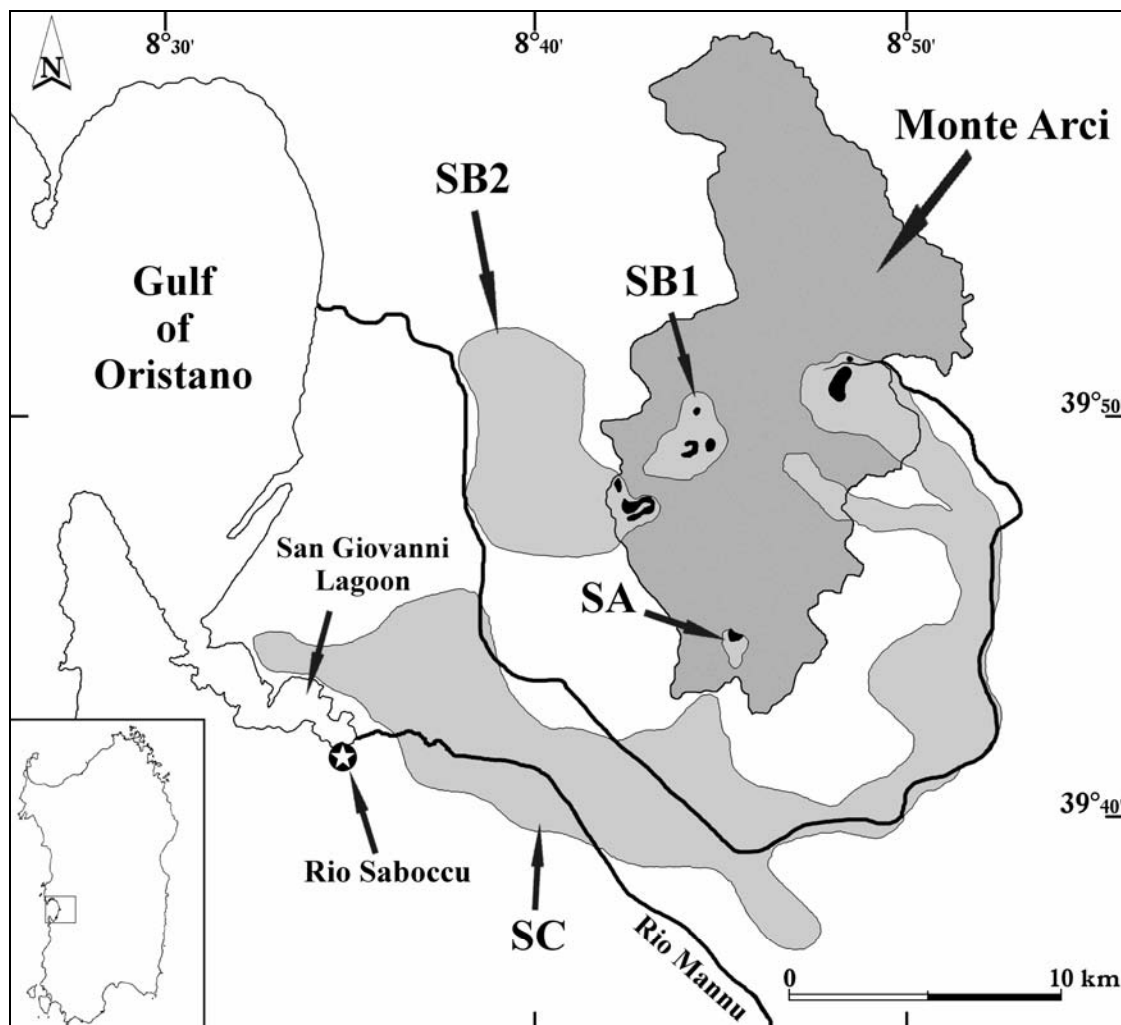 8°30'
8°40'
8°50'
N
Monte Arci
SB2
Gulf
of
Oristano
SB1
39°50'
San Giovanni
Lagoon
SA
39°40'
Rio Saboccu
SC
Rio Mannu
0
10 km